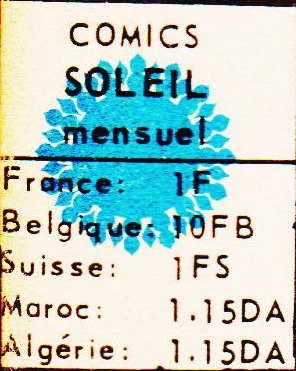 COMICS
SOLEIL
mensuel
France: 1F
Belgique: 10FB
Suisse: 1FS
Maroc: 1.15DA
Algérie: 1.15DA